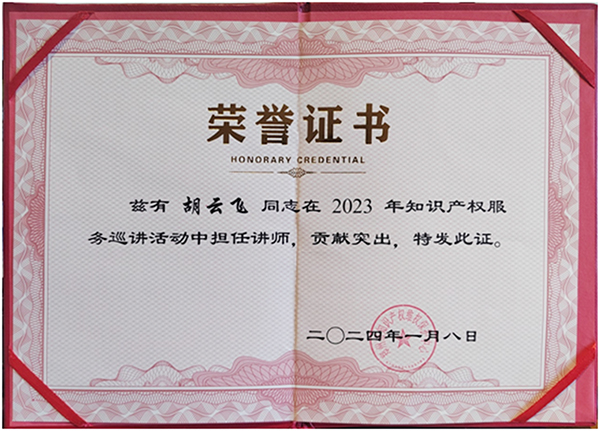 荣誉证书
HONORARY CREDENTIAL
兹有 胡云飞 同志在 2023 年知识产权服
务巡讲活动中担任讲师，贡献突出，特发此证。
二〇二四年一月八日